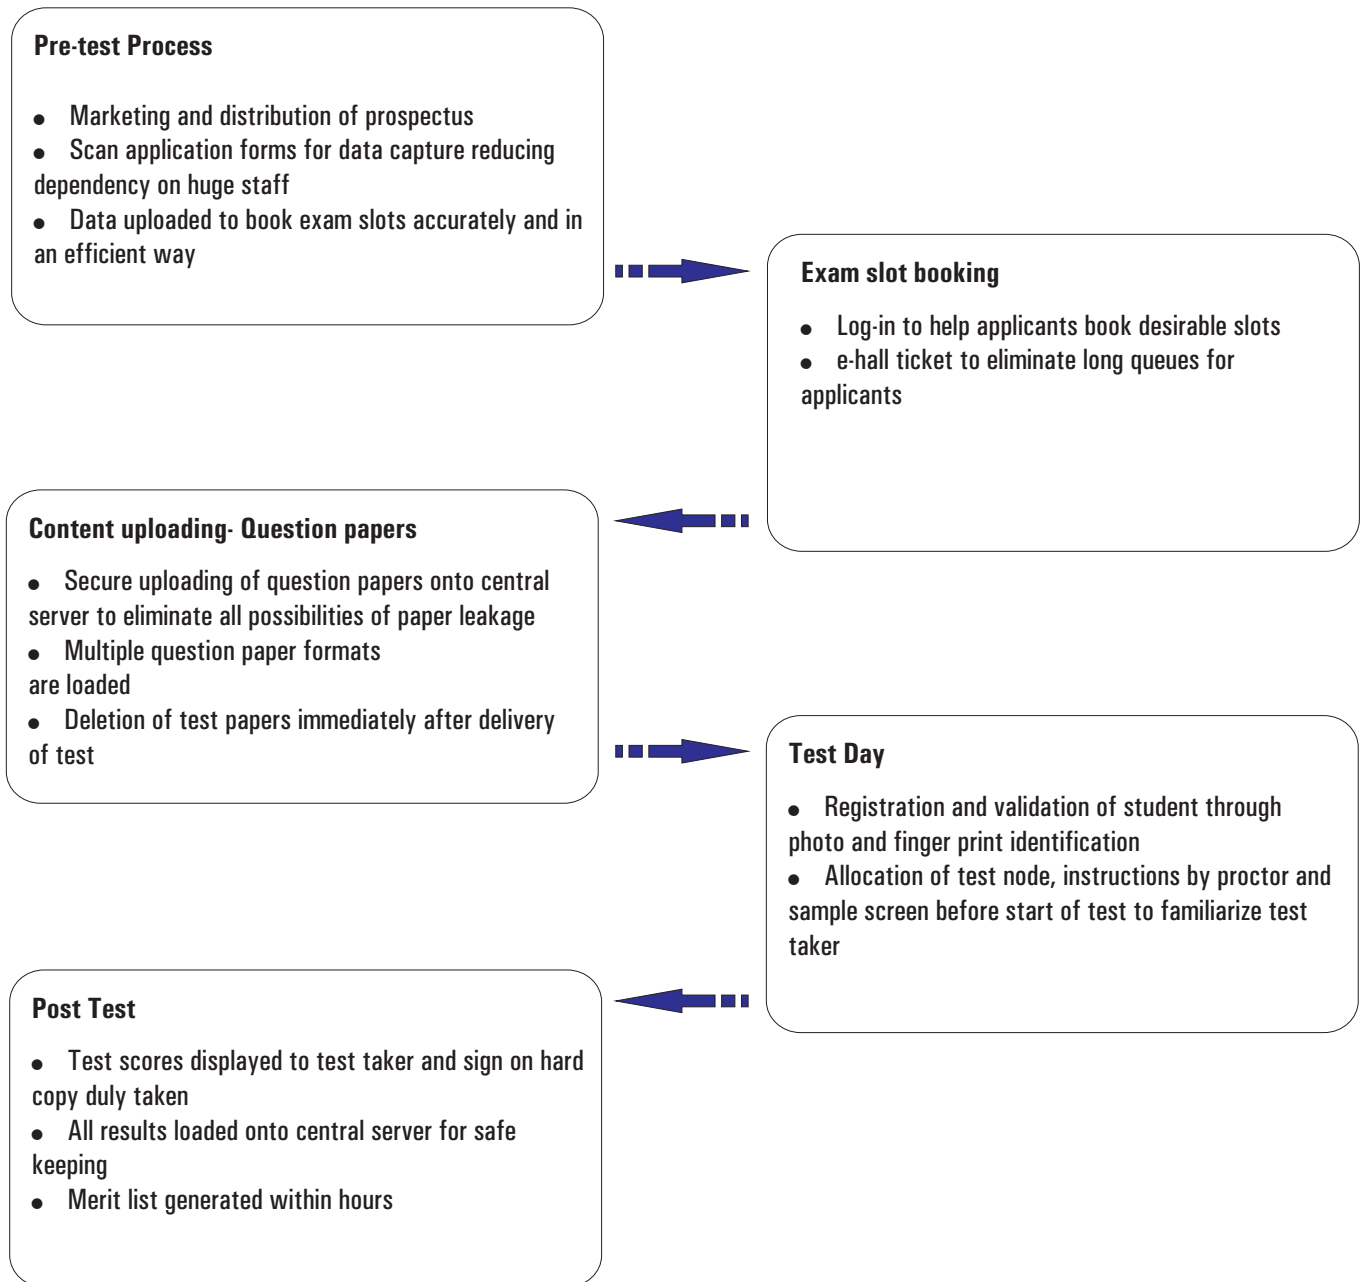 Pre-test Process
● Marketing and distribution of prospectus
● Scan application forms for data capture reducing
dependency on huge staff
● Data uploaded to book exam slots accurately and in
an efficient way
Exam slot booking
● Log-in to help applicants book desirable slots
● e-hall ticket to eliminate long queues for
applicants
Content uploading- Question papers
● Secure uploading of question papers onto central
server to eliminate all possibilities of paper leakage
● Multiple question paper formats
are loaded
● Deletion of test papers immediately after delivery
of test
Test Day
● Registration and validation of student through
photo and finger print identification
● Allocation of test node, instructions by proctor and
sample screen before start of test to familiarize test
taker
Post Test
● Test scores displayed to test taker and sign on hard
copy duly taken
● All results loaded onto central server for safe
keeping
● Merit list generated within hours